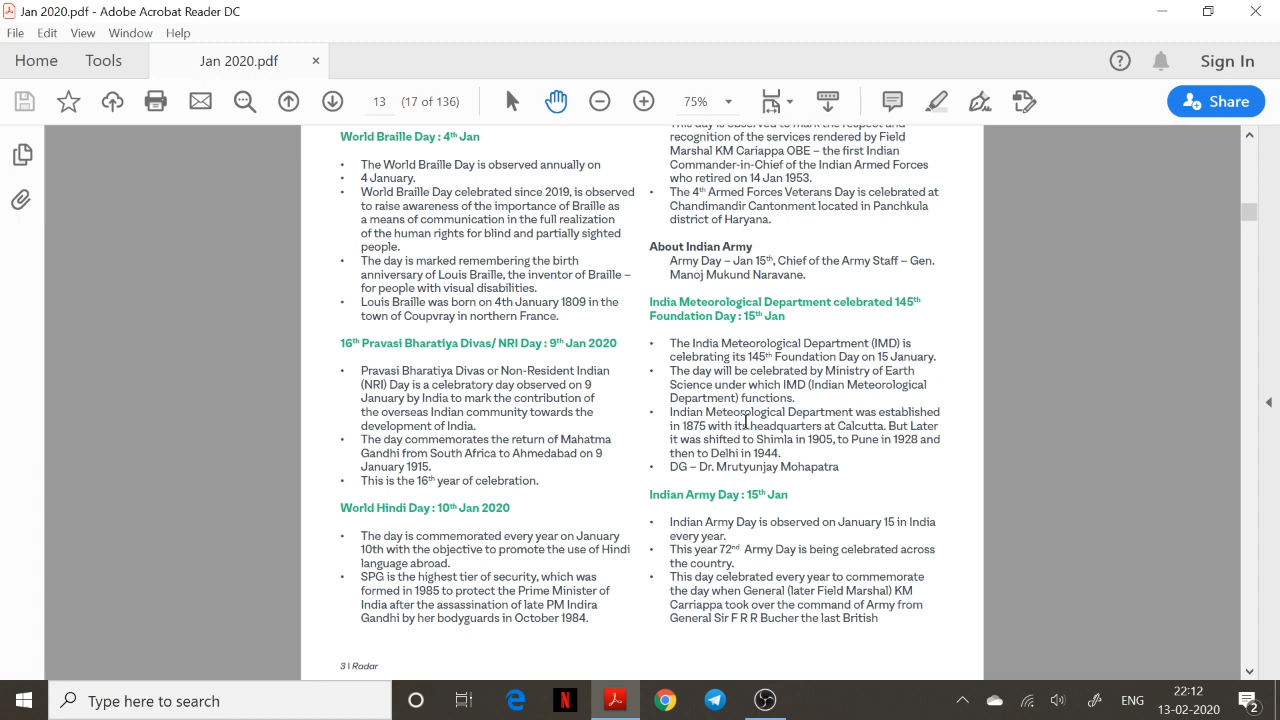 Jan 2020.pdf - Adobe Acrobat Reader DC
File Edit View Window Help
Home Tools Jan 2020.pdf × ? Sign In
13 (17 of 136) 75% Share
World Braille Day : 4th Jan
• The World Braille Day is observed annually on
• 4 January.
• World Braille Day celebrated since 2019, is observed
to raise awareness of the importance of Braille as
a means of communication in the full realization
of the human rights for blind and partially sighted
people.
• The day is marked remembering the birth
anniversary of Louis Braille, the inventor of Braille –
for people with visual disabilities.
• Louis Braille was born on 4th January 1809 in the
town of Coupvray in northern France.
16th Pravasi Bharatiya Divas/ NRI Day : 9th Jan 2020
• Pravasi Bharatiya Divas or Non-Resident Indian
(NRI) Day is a celebratory day observed on 9
January by India to mark the contribution of
the overseas Indian community towards the
development of India.
• The day commemorates the return of Mahatma
Gandhi from South Africa to Ahmedabad on 9
January 1915.
• This is the 16th year of celebration.
World Hindi Day : 10th Jan 2020
• The day is commemorated every year on January
10th with the objective to promote the use of Hindi
language abroad.
• SPG is the highest tier of security, which was
formed in 1985 to protect the Prime Minister of
India after the assassination of late PM Indira
Gandhi by her bodyguards in October 1984.
3 | Radar
This day is observed to mark the respect and
recognition of the services rendered by Field
Marshal KM Cariappa OBE – the first Indian
Commander-in-Chief of the Indian Armed Forces
who retired on 14 Jan 1953.
• The 4th Armed Forces Veterans Day is celebrated at
Chandimandir Cantonment located in Panchkula
district of Haryana.
About Indian Army
Army Day – Jan 15th, Chief of the Army Staff – Gen.
Manoj Mukund Naravane.
India Meteorological Department celebrated 145th
Foundation Day : 15th Jan
• The India Meteorological Department (IMD) is
celebrating its 145th Foundation Day on 15 January.
• The day will be celebrated by Ministry of Earth
Science under which IMD (Indian Meteorological
Department) functions.
• Indian Meteorological Department was established
in 1875 with its headquarters at Calcutta. But Later
it was shifted to Shimla in 1905, to Pune in 1928 and
then to Delhi in 1944.
• DG – Dr. Mrutyunjay Mohapatra
Indian Army Day : 15th Jan
• Indian Army Day is observed on January 15 in India
every year.
• This year 72nd Army Day is being celebrated across
the country.
• This day celebrated every year to commemorate
the day when General (later Field Marshal) KM
Carriappa took over the command of Army from
General Sir F R R Bucher the last British
Type here to search
ENG
22:12
13-02-2020
2